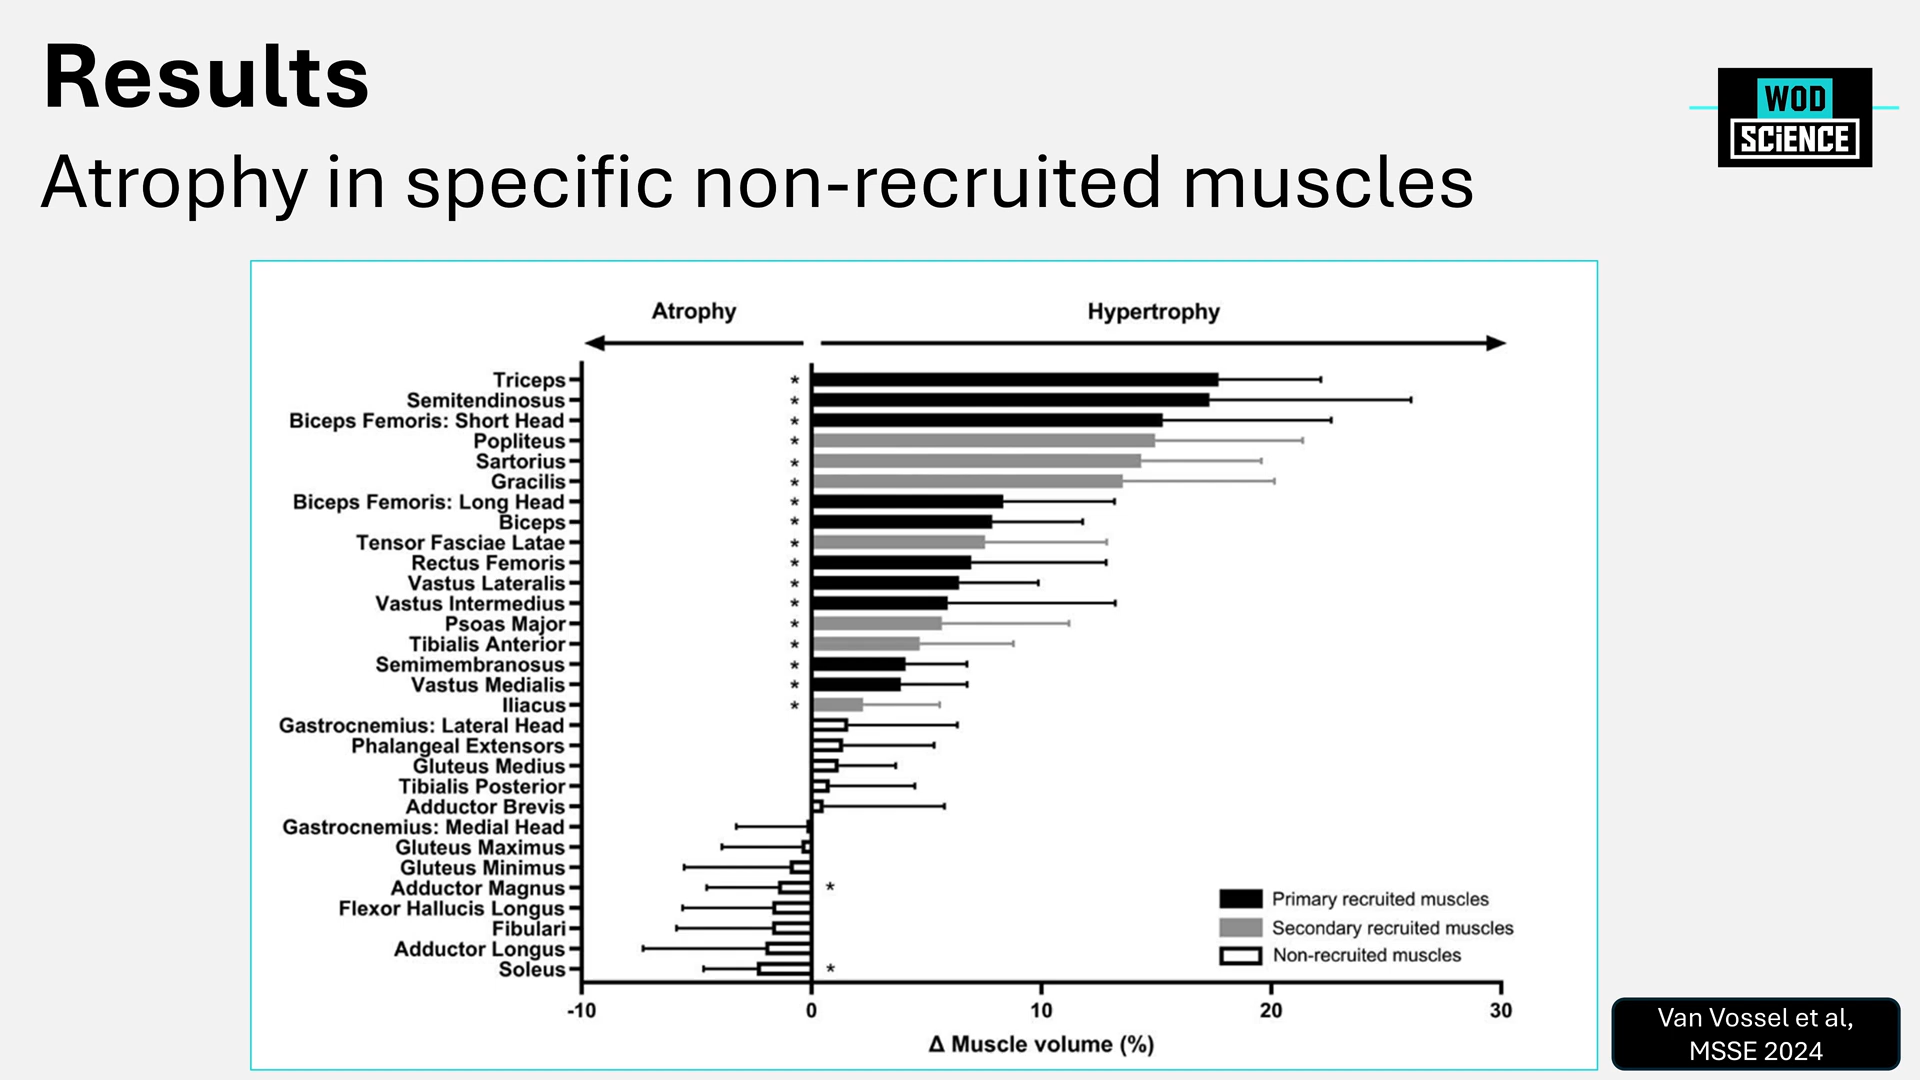 Results
Atrophy in specific non-recruited muscles
WOD
SCiENCE
Atrophy
Hypertrophy
Triceps *
Semitendinosus *
Biceps Femoris: Short Head *
Popliteus *
Sartorius *
Gracilis *
Biceps Femoris: Long Head *
Biceps *
Tensor Fasciae Latae *
Rectus Femoris *
Vastus Lateralis *
Vastus Intermedius *
Psoas Major *
Tibialis Anterior *
Semimembranosus *
Vastus Medialis *
Iliacus *
Gastrocnemius: Lateral Head
Phalangeal Extensors
Gluteus Medius
Tibialis Posterior
Adductor Brevis
Gastrocnemius: Medial Head
Gluteus Maximus
Gluteus Minimus
Adductor Magnus *
Flexor Hallucis Longus
Fibulari
Adductor Longus
Soleus *
Primary recruited muscles
Secondary recruited muscles
Non-recruited muscles
-10 0 10 20 30
Δ Muscle volume (%)
Van Vossel et al,
MSSE 2024